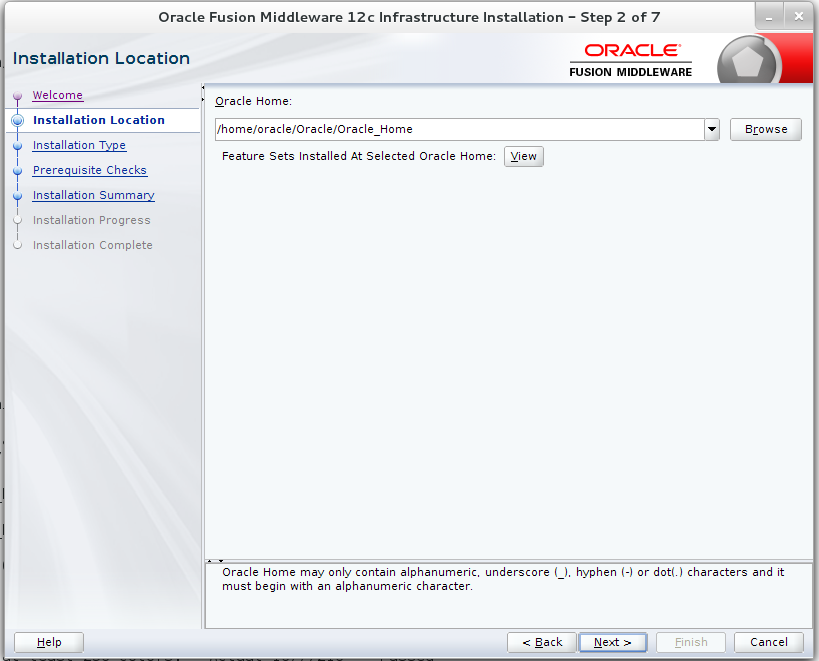 Oracle Fusion Middleware 12c Infrastructure Installation – Step 2 of 7
Installation Location
ORACLE
FUSION MIDDLEWARE
Welcome
Installation Location
Installation Type
Prerequisite Checks
Installation Summary
Installation Progress
Installation Complete
Oracle Home:
/home/oracle/Oracle/Oracle_Home
Browse
Feature Sets Installed At Selected Oracle Home:
View
Oracle Home may only contain alphanumeric, underscore (_), hyphen (-) or dot(.) characters and it
must begin with an alphanumeric character.
Help
< Back
Next >
Finish
Cancel